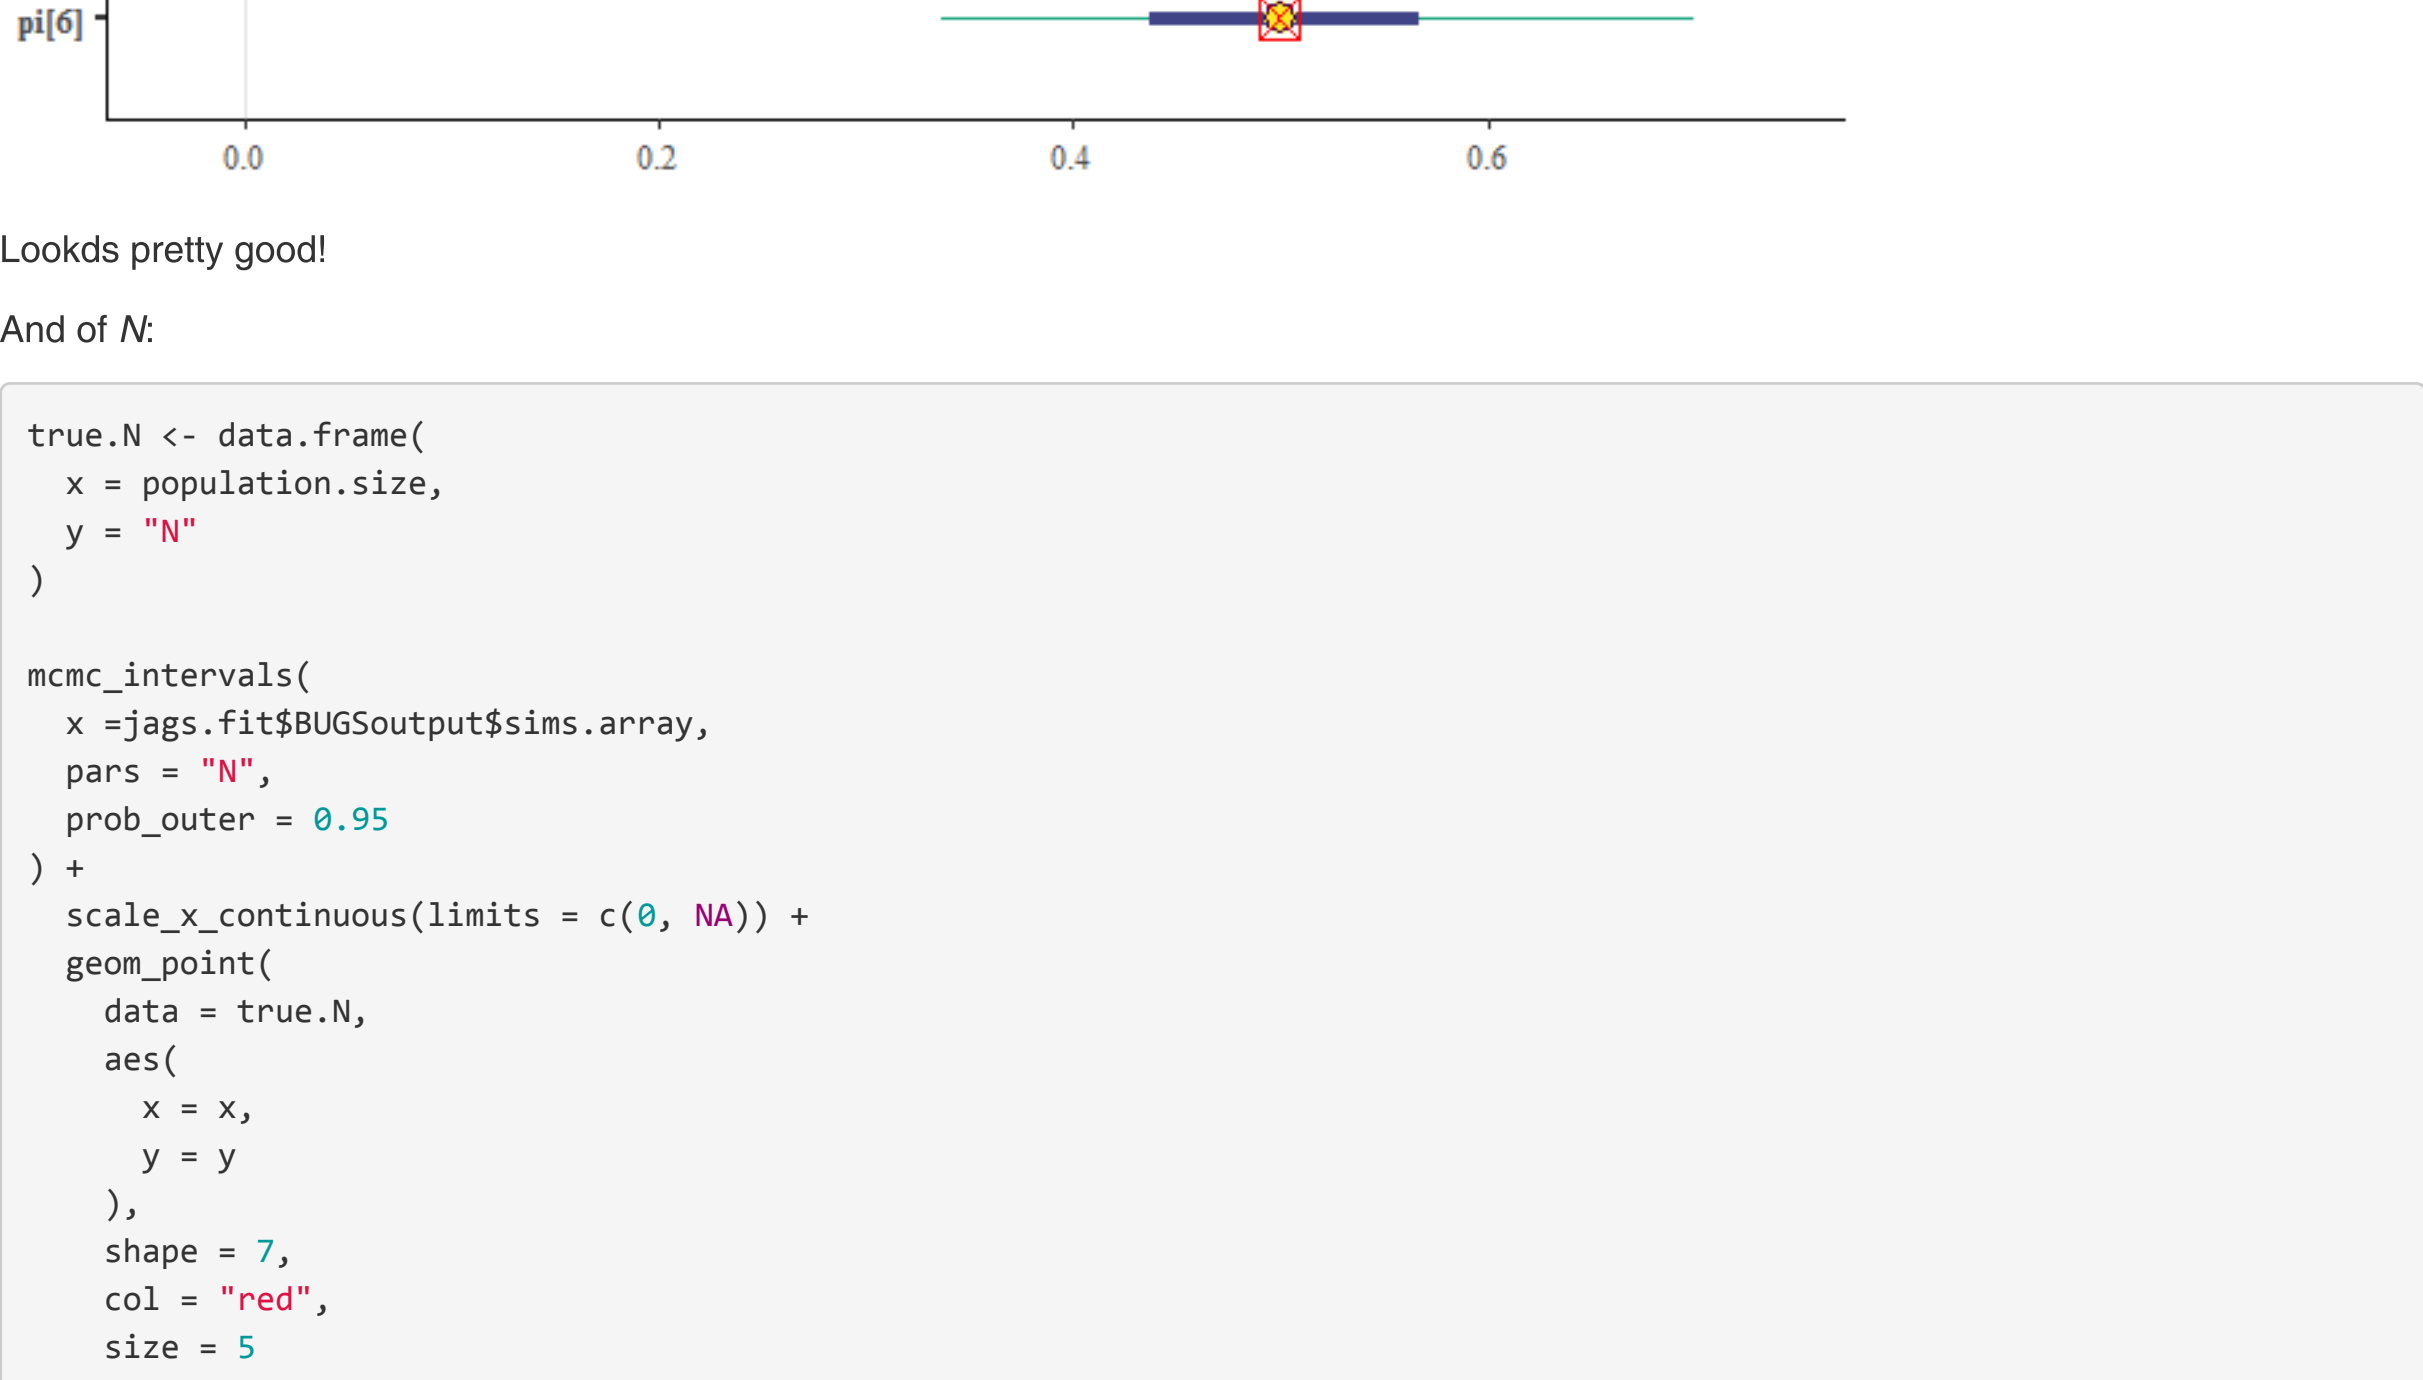 pi[6]
0.0 0.2 0.4 0.6
Lookds pretty good!
And of N:
true.N <- data.frame(
  x = population.size,
  y = "N"
)
mcmc_intervals(
  x =jags.fit$BUGSoutput$sims.array,
  pars = "N",
  prob_outer = 0.95
) +
  scale_x_continuous(limits = c(0, NA)) +
  geom_point(
    data = true.N,
    aes(
      x = x,
      y = y
    ),
    shape = 7,
    col = "red",
    size = 5